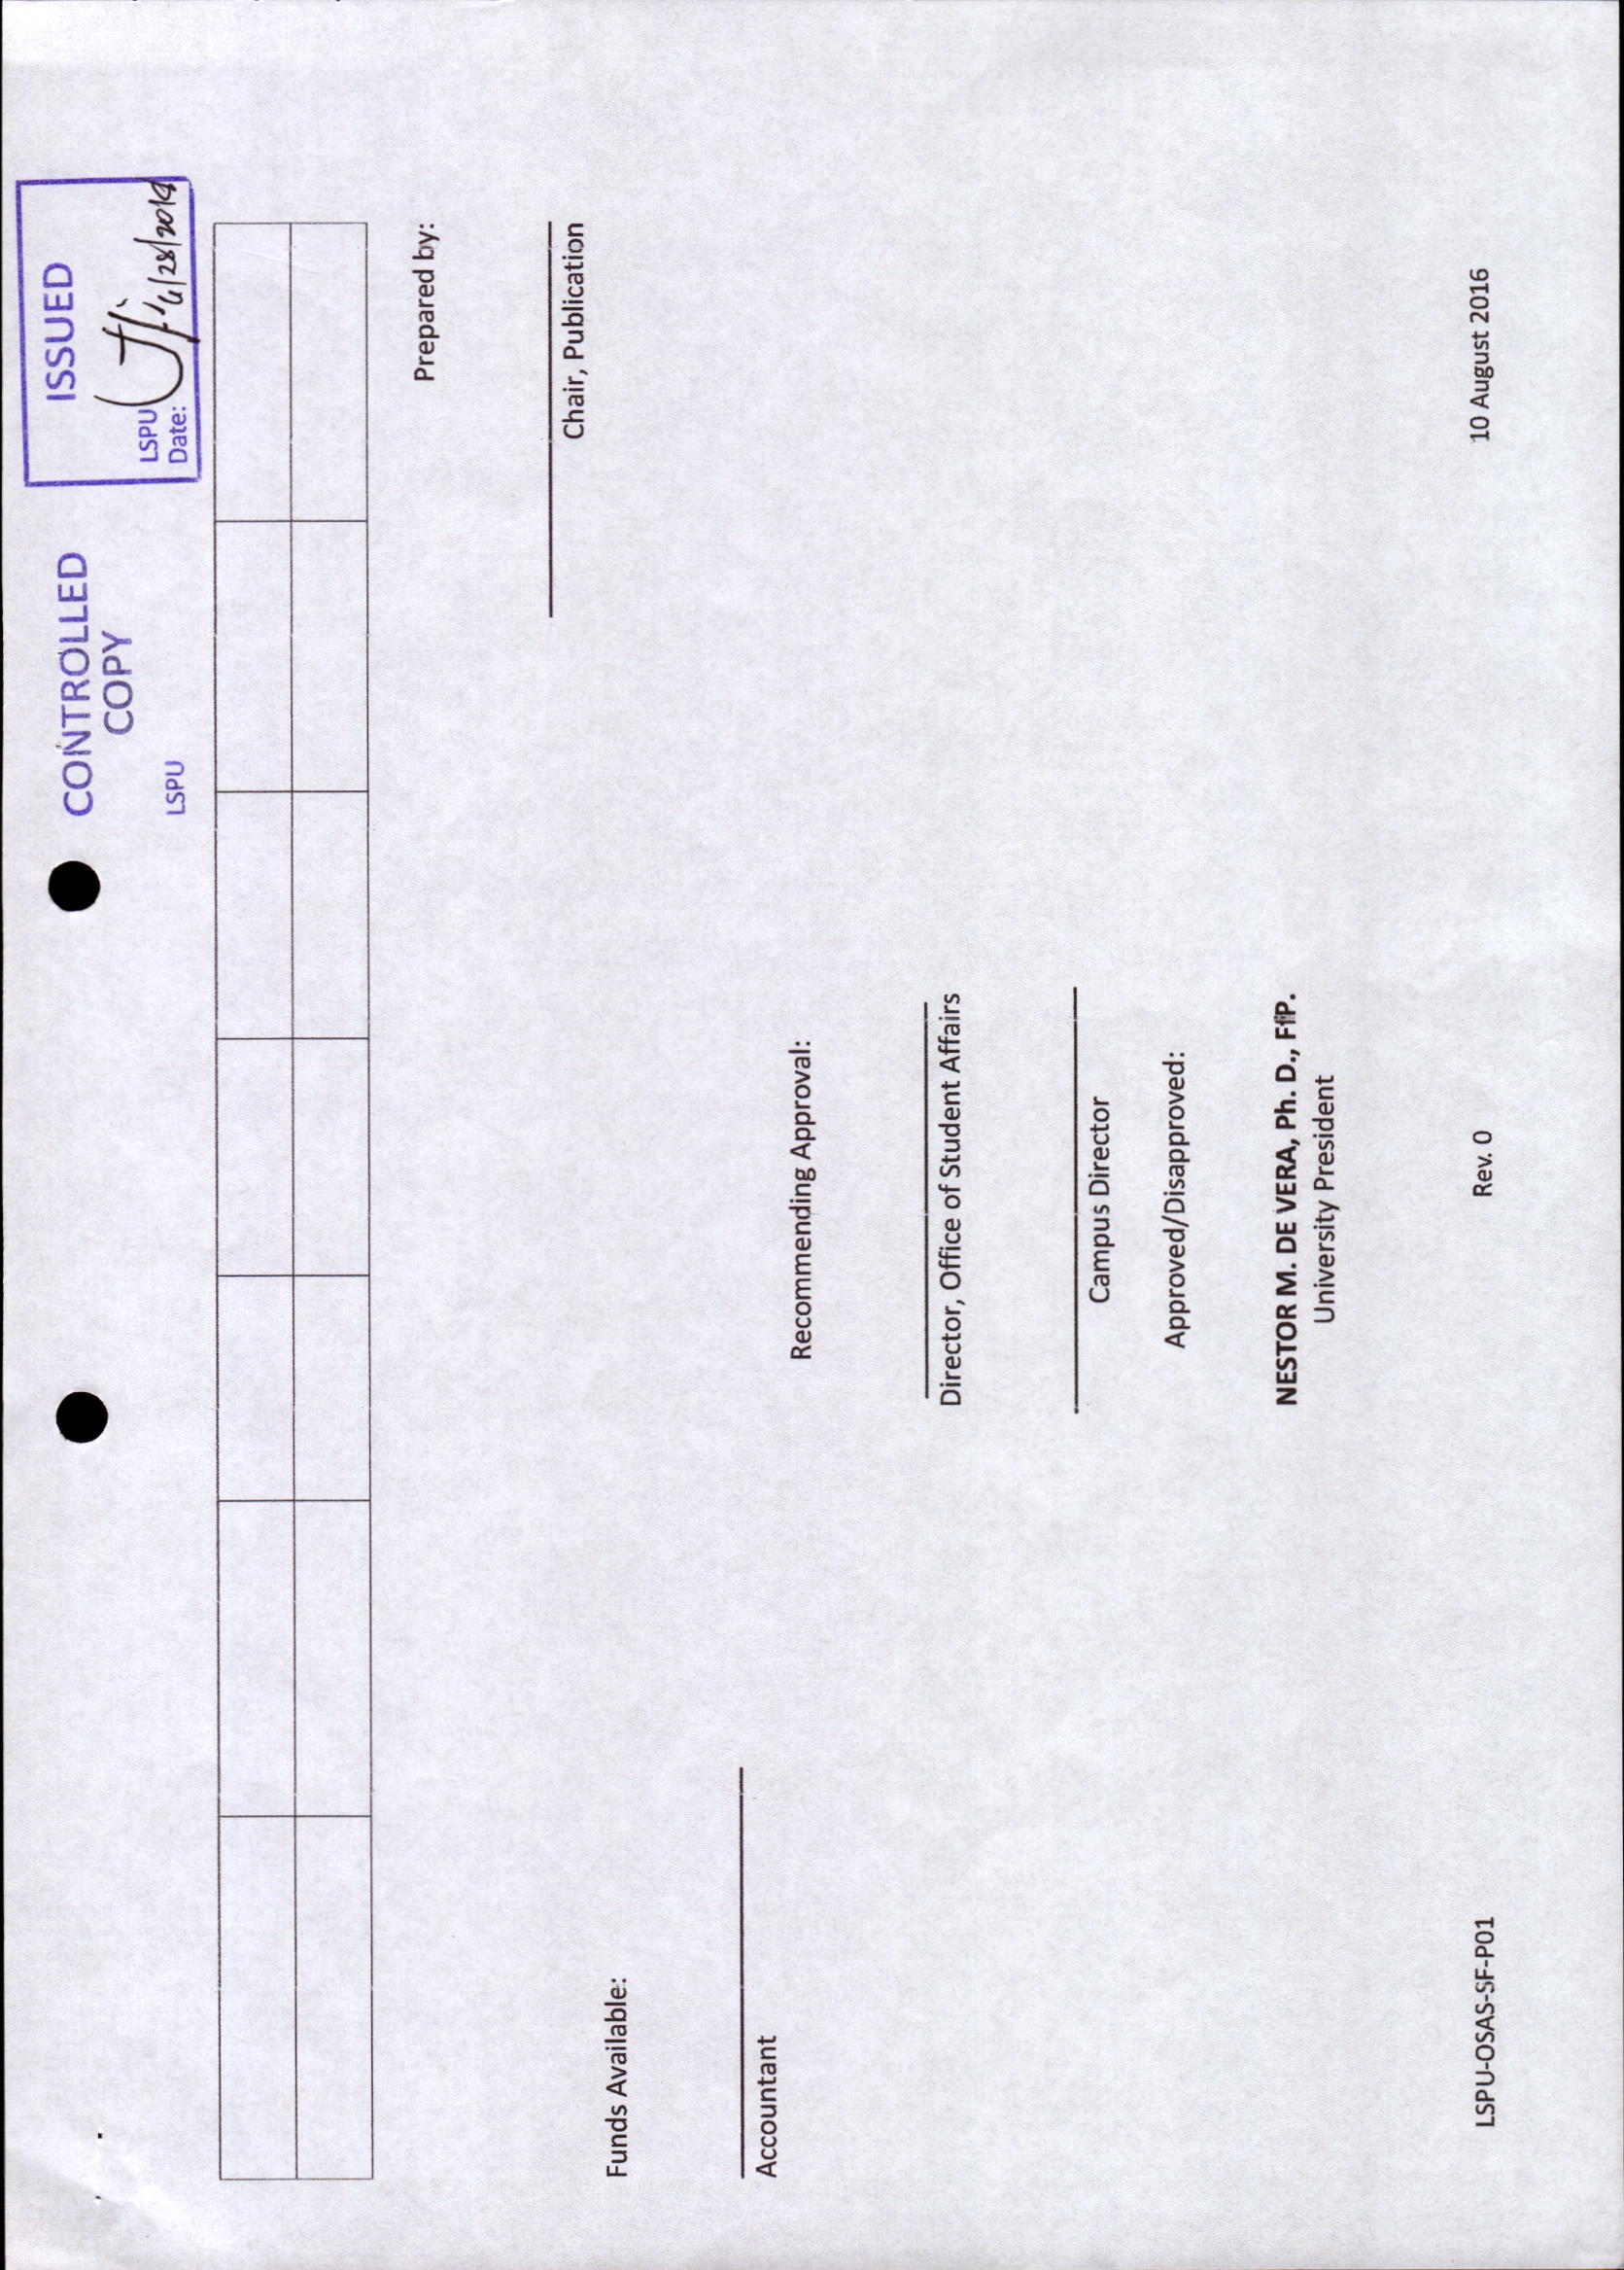 CONTROLLED
COPY
LSPU
ISSUED
LSPU
Date: 6/28/2019
Prepared by:
Chair, Publication
Funds Available:
Accountant
Recommending Approval:
Director, Office of Student Affairs
Campus Director
Approved/Disapproved:
NESTOR M. DE VERA, Ph. D., FfP.
University President
LSPU-OSAS-SF-P01 Rev. 0 10 August 2016